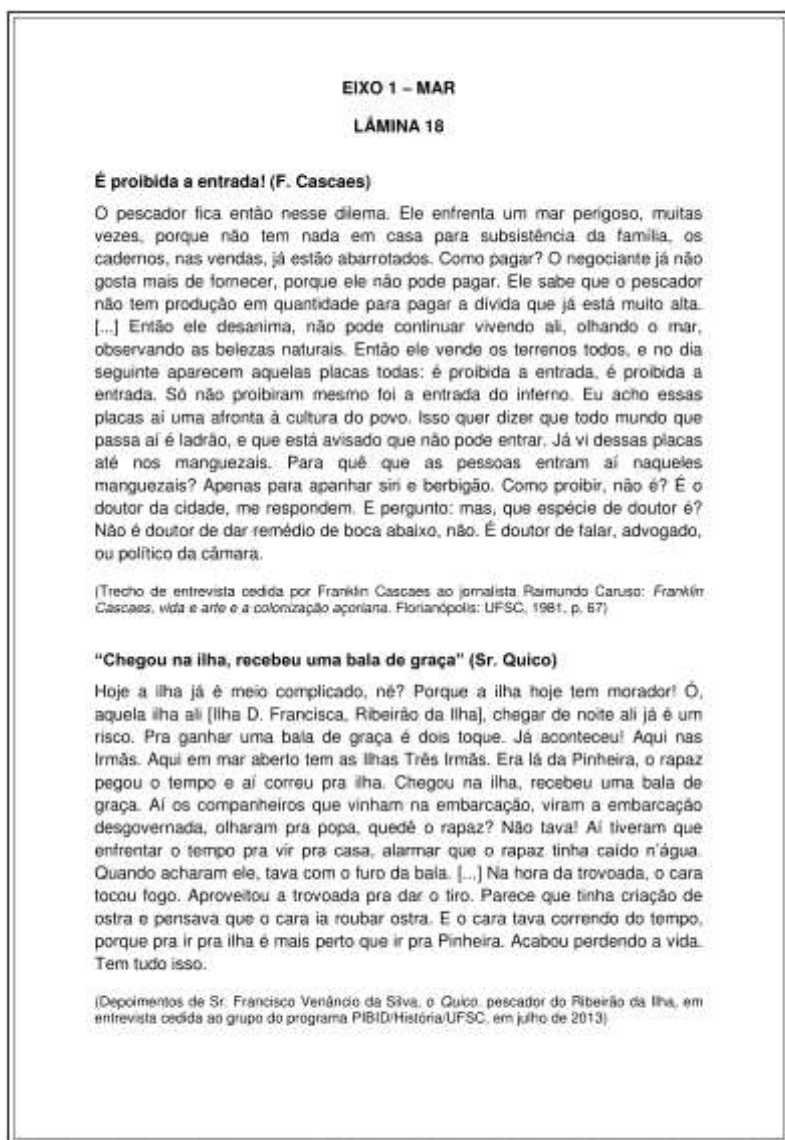 EIXO 1 – MAR
LÂMINA 18
É proibida a entrada! (F. Cascaes)
O pescador fica então nesse dilema. Ele enfrenta um mar perigoso, muitas
vezes, porque não tem nada em casa para subsistência da família, os
cadernos, nas vendas, já estão abarrotados. Como pagar? O negociante já não
gosta mais de fornecer, porque ele não pode pagar. Ele sabe que o pescador
não tem produção em quantidade para pagar a dívida que já está muito alta.
[...] Então ele desanima, não pode continuar vivendo ali, olhando o mar,
observando as belezas naturais. Então ele vende os terrenos todos, e no dia
seguinte aparecem aquelas placas todas: é proibida a entrada, é proibida a
entrada. Só não proibiram mesmo foi a entrada do inferno. Eu acho essas
placas aí uma afronta à cultura do povo. Isso quer dizer que todo mundo que
passa aí é ladrão, e que está avisado que não pode entrar. Já vi dessas placas
até nos manguezais. Para quê que as pessoas entram aí naqueles
manguezais? Apenas para apanhar siri e berbigão. Como proibir, não é? É o
doutor da cidade, me respondem. E pergunto: mas, que espécie de doutor é?
Não é doutor de dar remédio de boca abaixo, não. É doutor de falar, advogado,
ou político da câmara.
(Trecho de entrevista cedida por Franklin Cascaes ao jornalista Raimundo Caruso: Franklin
Cascaes, vida e arte e a colonização açoriana. Florianópolis: UFSC, 1981, p. 67)
“Chegou na ilha, recebeu uma bala de graça” (Sr. Quico)
Hoje a ilha já é meio complicado, né? Porque a ilha hoje tem morador! Ó,
aquela ilha ali [Ilha D. Francisca, Ribeirão da Ilha], chegar de noite ali já é um
risco. Pra ganhar uma bala de graça é dois toque. Já aconteceu! Aqui nas
Irmãs. Aqui em mar aberto tem as Ilhas Três Irmãs. Era lá da Pinheira, o rapaz
pegou o tempo e aí correu pra ilha. Chegou na ilha, recebeu uma bala de
graça. Aí os companheiros que vinham na embarcação, viram a embarcação
desgovernada, olharam pra popa, quedê o rapaz? Não tava! Aí tiveram que
enfrentar o tempo pra vir pra casa, alarmar que o rapaz tinha caído n’água.
Quando acharam ele, tava com o furo da bala. [...] Na hora da trovoada, o cara
tocou fogo. Aproveitou a trovoada pra dar o tiro. Parece que tinha criação de
ostra e pensava que o cara ia roubar ostra. E o cara tava correndo do tempo,
porque pra ir pra ilha é mais perto que ir pra Pinheira. Acabou perdendo a vida.
Tem tudo isso.
(Depoimentos de Sr. Francisco Venâncio da Silva, o Quico, pescador do Ribeirão da Ilha, em
entrevista cedida ao grupo do programa PIBID/História/UFSC, em julho de 2013)